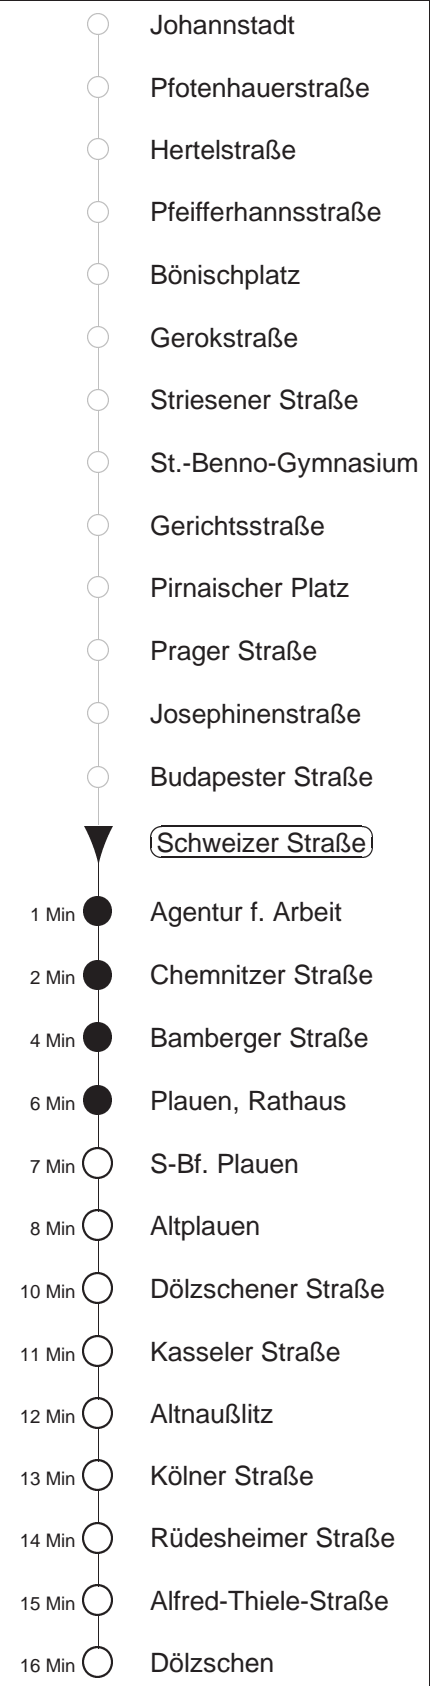 Johannstadt
Pfotenhauerstraße
Hertelstraße
Pfeifferhannsstraße
Bönischplatz
Gerokstraße
Striesener Straße
St.-Benno-Gymnasium
Gerichtsstraße
Pirnaischer Platz
Prager Straße
Josephinenstraße
Budapester Straße
Schweizer Straße
1 Min Agentur f. Arbeit
2 Min Chemnitzer Straße
4 Min Bamberger Straße
6 Min Plauen, Rathaus
7 Min S-Bf. Plauen
8 Min Altplauen
10 Min Dölzschener Straße
11 Min Kasseler Straße
12 Min Altnaußlitz
13 Min Kölner Straße
14 Min Rüdesheimer Straße
15 Min Alfred-Thiele-Straße
16 Min Dölzschen